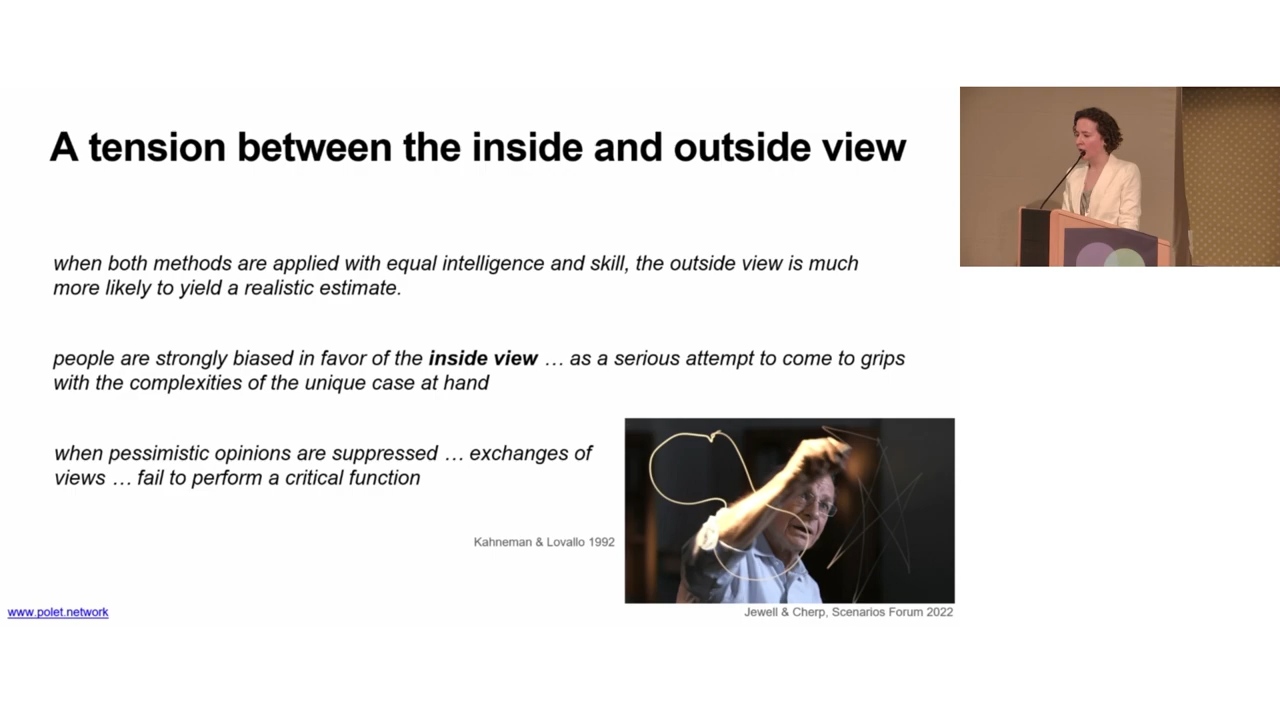 A tension between the inside and outside view
when both methods are applied with equal intelligence and skill, the outside view is much
more likely to yield a realistic estimate.
people are strongly biased in favor of the inside view … as a serious attempt to come to grips
with the complexities of the unique case at hand
when pessimistic opinions are suppressed … exchanges of
views … fail to perform a critical function
Kahneman & Lovallo 1992
www.polet.network
Jewell & Cherp, Scenarios Forum 2022